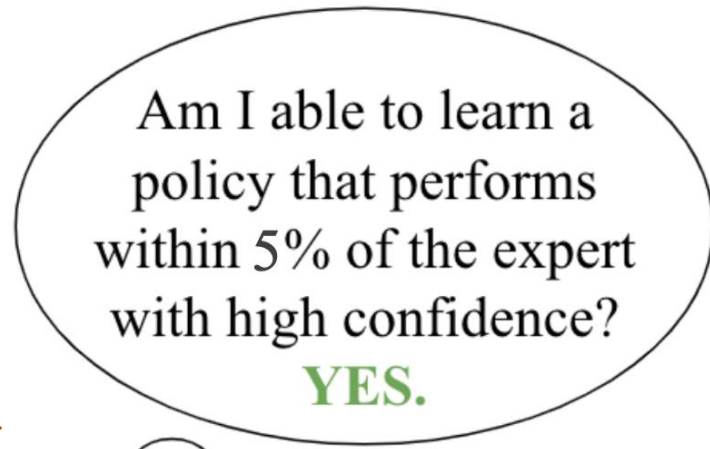 Am I able to learn a
policy that performs
within 5% of the expert
with high confidence?
YES.